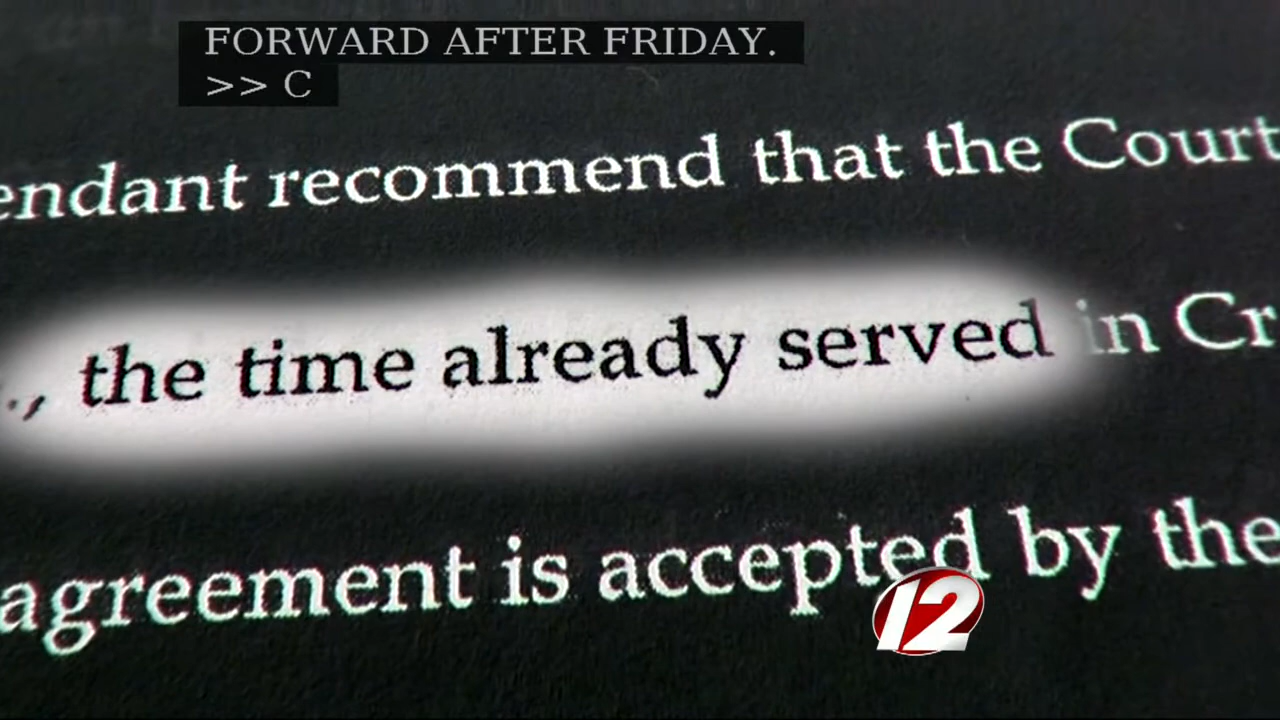 FORWARD AFTER FRIDAY.
>> C
endant recommend that the Court
., the time already served in Cr
agreement is accepted by the
12